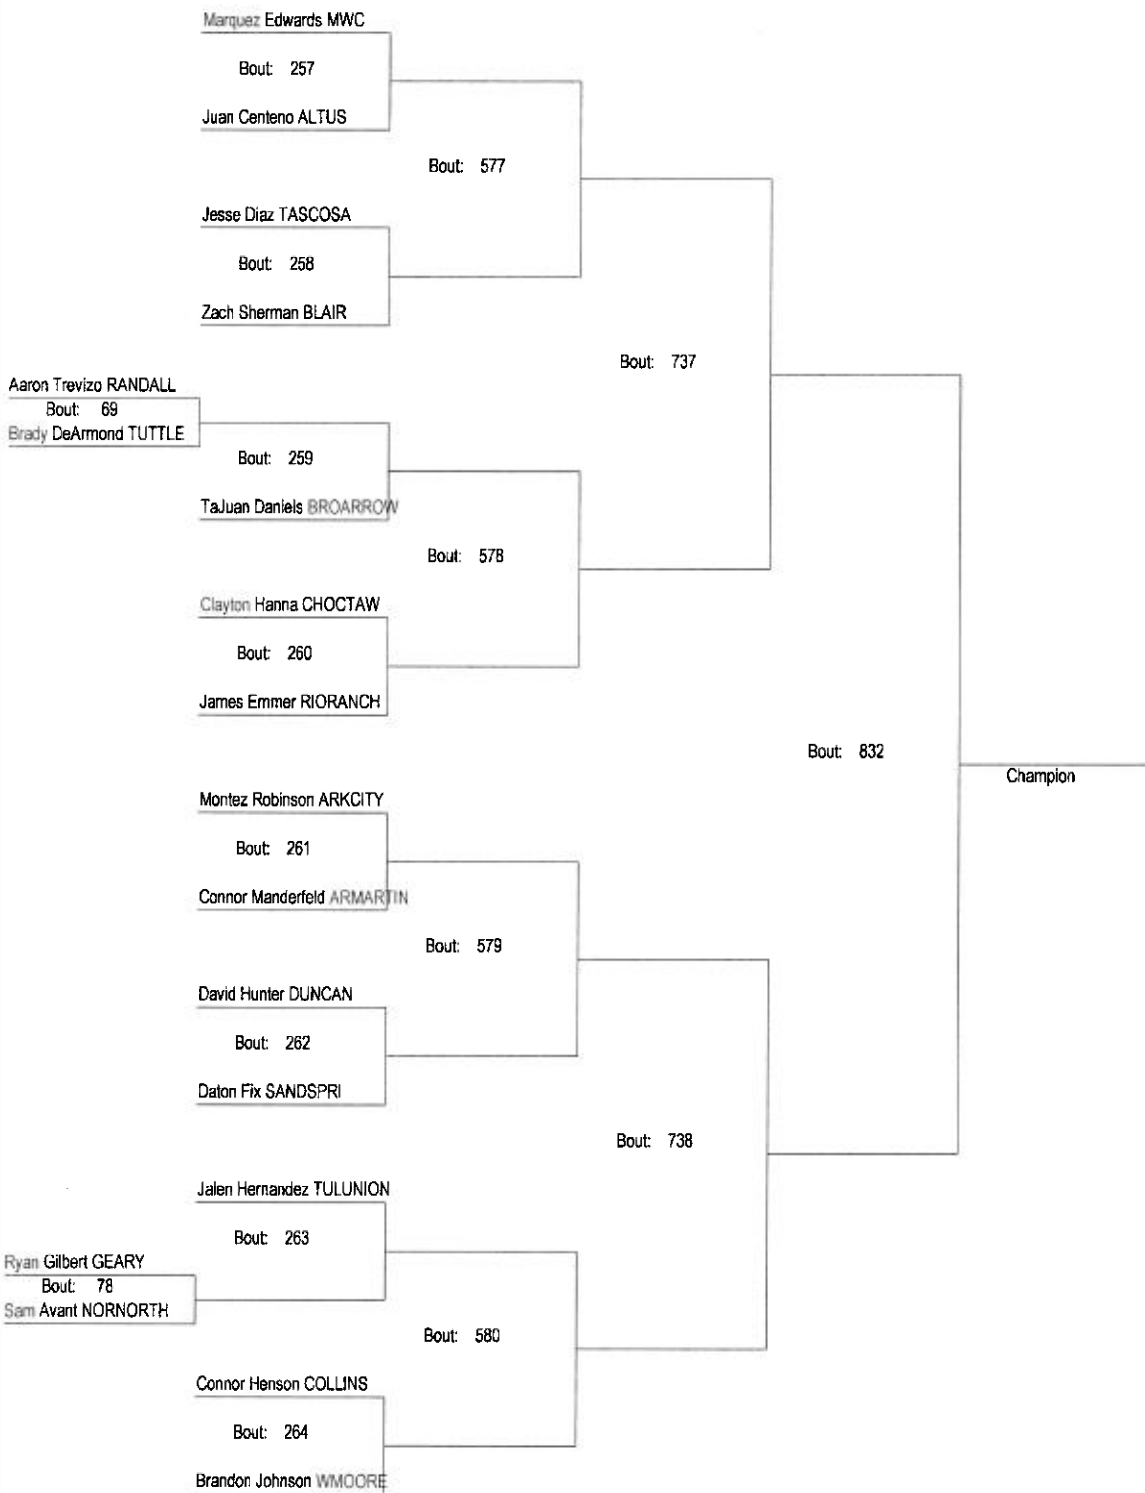 Marquez Edwards MWC
Bout: 257
Juan Centeno ALTUS
Bout: 577
Jesse Diaz TASCOSA
Bout: 258
Zach Sherman BLAIR
Bout: 737
Aaron Trevizo RANDALL
Bout: 69
Brady DeArmond TUTTLE
Bout: 259
TaJuan Daniels BROARROW
Bout: 578
Clayton Hanna CHOCTAW
Bout: 260
James Emmer RIORANCH
Bout: 832
Champion
Montez Robinson ARKCITY
Bout: 261
Connor Manderfeld ARMARTIN
Bout: 579
David Hunter DUNCAN
Bout: 262
Daton Fix SANDSPRI
Bout: 738
Jalen Hernandez TULUNION
Bout: 263
Ryan Gilbert GEARY
Bout: 78
Sam Avant NORNORTH
Bout: 580
Connor Henson COLLINS
Bout: 264
Brandon Johnson WMOORE